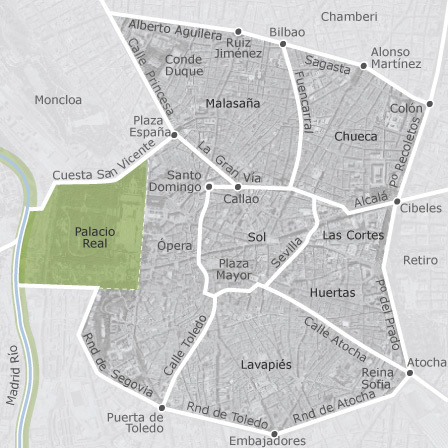 Chamberi
Alberto Aguilera
Bilbao
Ruiz
Jiménez
Sagasta
Alonso
Martínez
Conde
Duque
Calle Princesa
Moncloa
Malasaña
Fuencarral
Colón
Plaza
España
Chueca
Pº Recoletos
La Gran Vía
Cuesta San Vicente
Santo
Domingo
Callao
Alcalá
Cibeles
Palacio
Real
Òpera
Sol
Sevilla
Las Cortes
Retiro
Plaza
Mayor
Huertas
Pº del Prado
Calle Toledo
Calle Atocha
Madrid Río
Rnd de Segovia
Lavapiés
Atocha
Reina
Sofia
Puerta de
Toledo
Rnd de Toledo
Rnd de Atocha
Embajadores